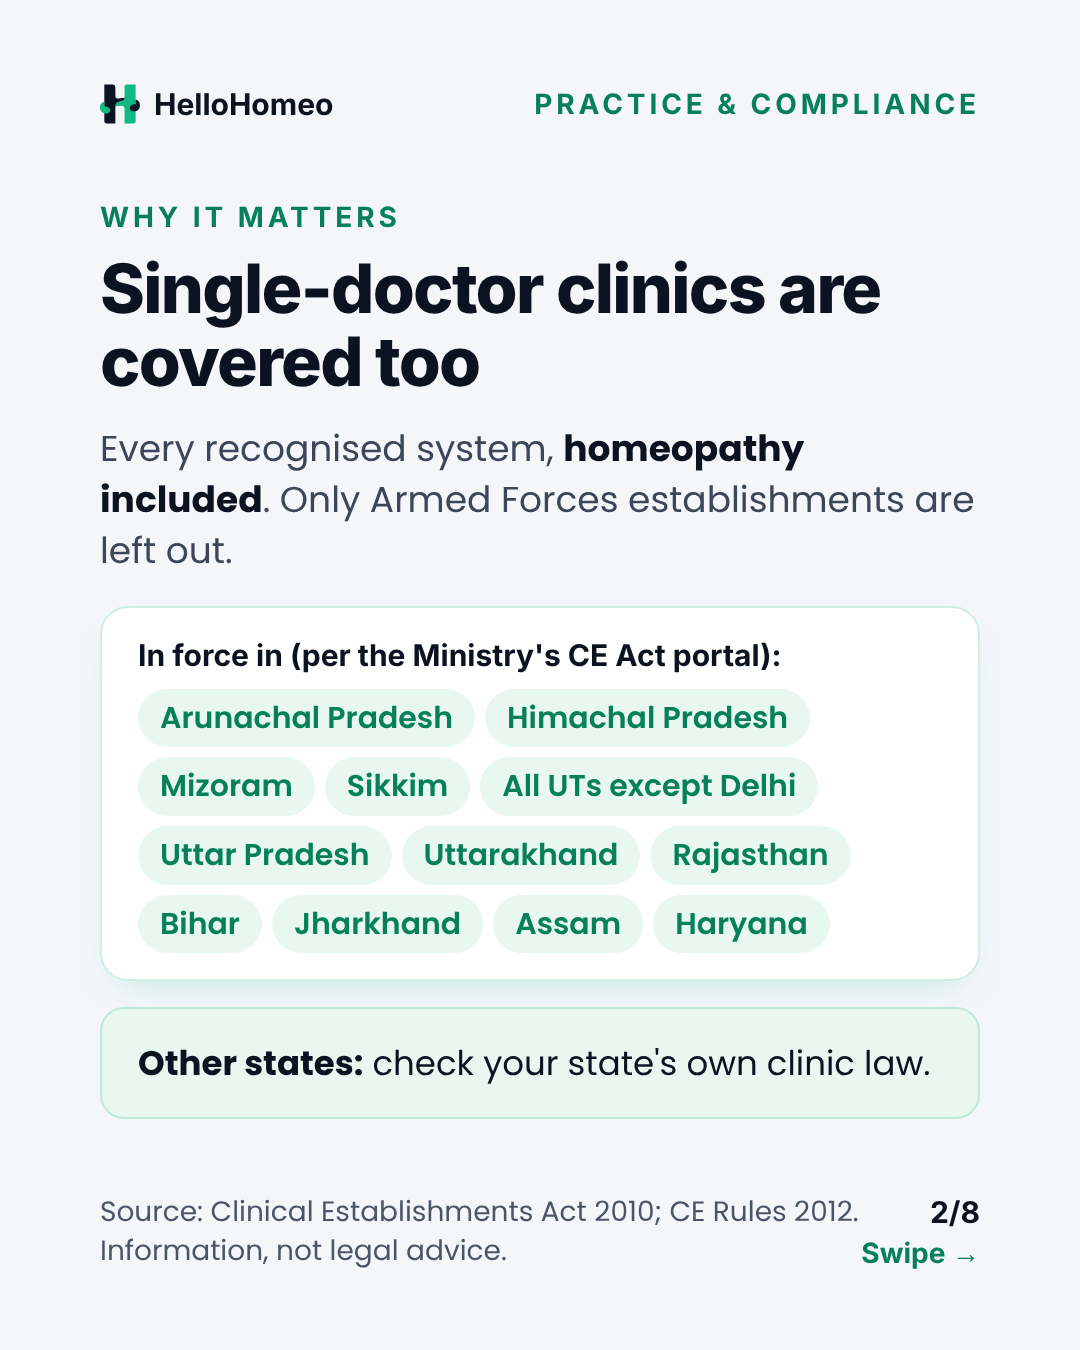 HelloHomeo
PRACTICE & COMPLIANCE
WHY IT MATTERS
Single-doctor clinics are
covered too
Every recognised system, homeopathy
included. Only Armed Forces establishments are
left out.
In force in (per the Ministry's CE Act portal):
Arunachal Pradesh Himachal Pradesh
Mizoram Sikkim All UTs except Delhi
Uttar Pradesh Uttarakhand Rajasthan
Bihar Jharkhand Assam Haryana
Other states: check your state's own clinic law.
Source: Clinical Establishments Act 2010; CE Rules 2012.
Information, not legal advice.
2/8
Swipe →